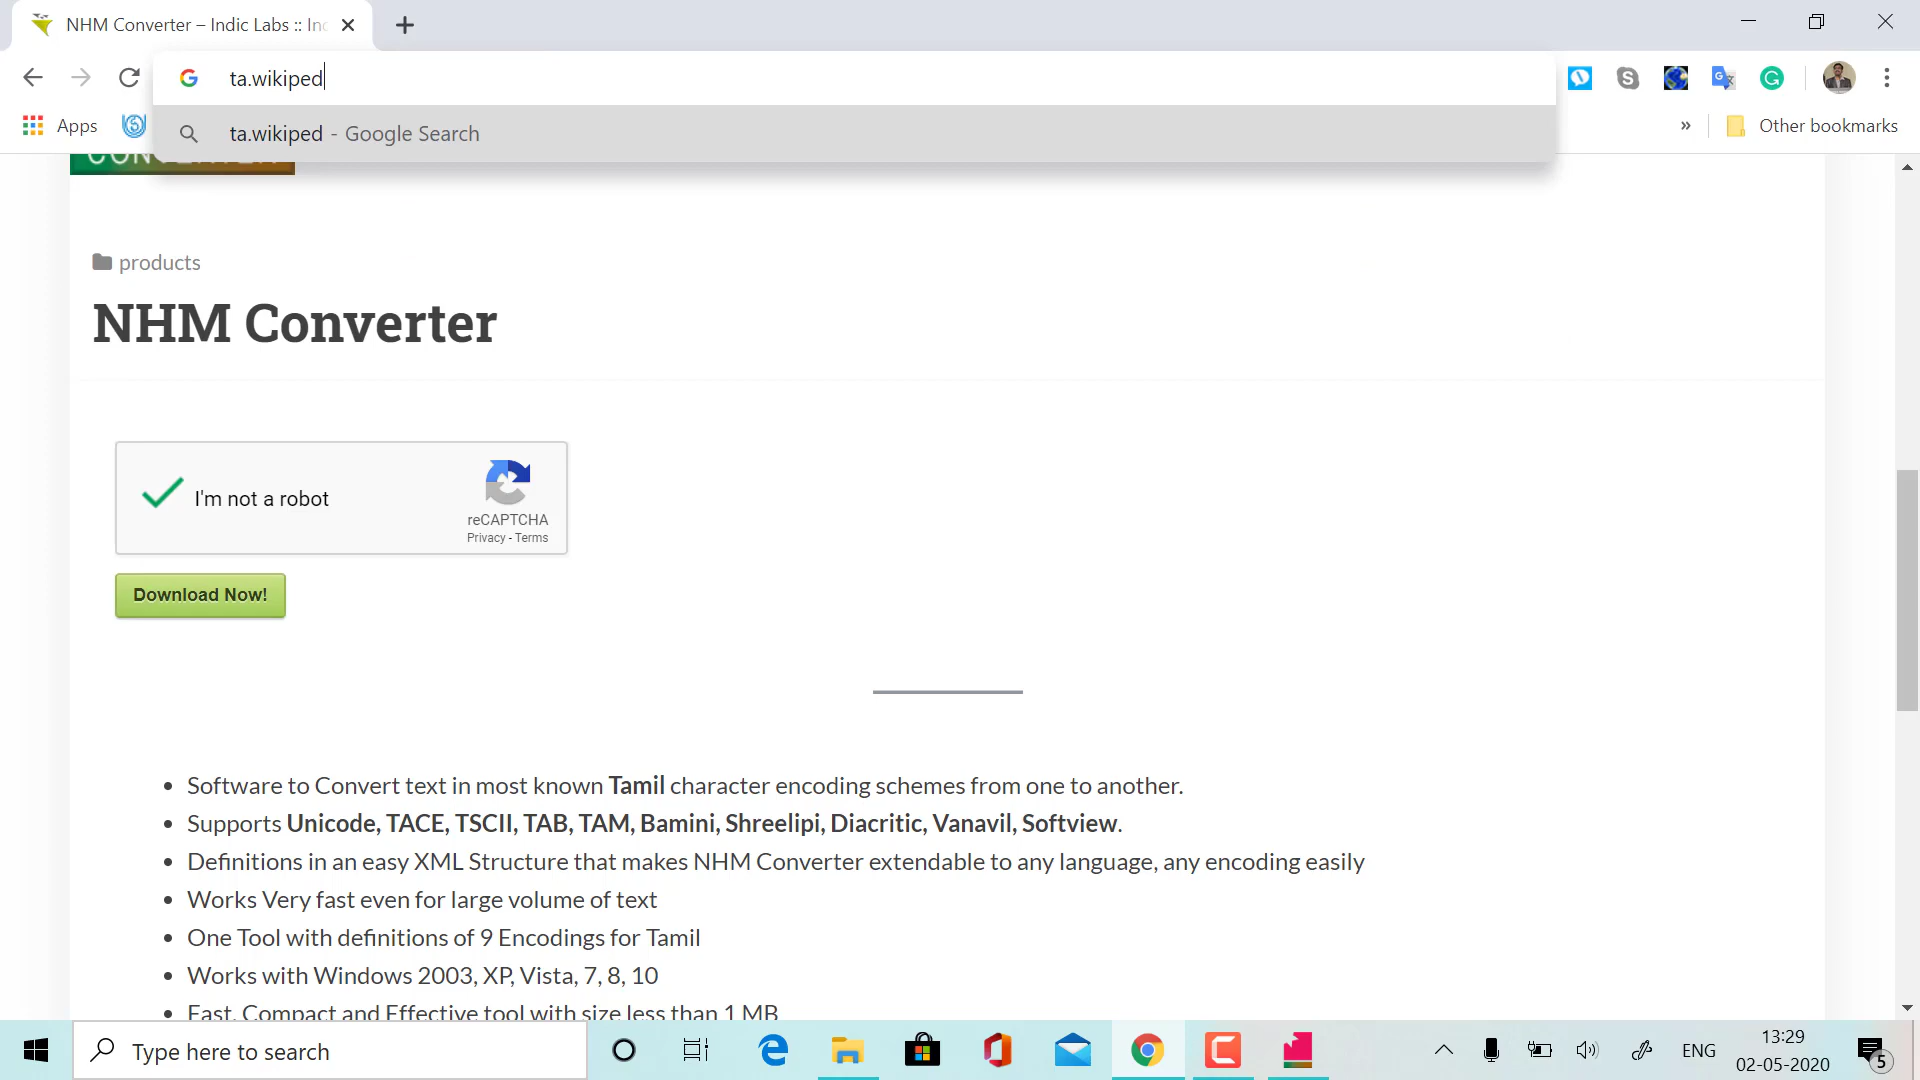 NHM Converter – Indic Labs :: Inc
ta.wikiped
ta.wikiped - Google Search
Apps
»
Other bookmarks
CONVERTER
products
NHM Converter
I'm not a robot
reCAPTCHA
Privacy - Terms
Download Now!
• Software to Convert text in most known Tamil character encoding schemes from one to another.
• Supports Unicode, TACE, TSCII, TAB, TAM, Bamini, Shreelipi, Diacritic, Vanavil, Softview.
• Definitions in an easy XML Structure that makes NHM Converter extendable to any language, any encoding easily
• Works Very fast even for large volume of text
• One Tool with definitions of 9 Encodings for Tamil
• Works with Windows 2003, XP, Vista, 7, 8, 10
• Fast, Compact and Effective tool with size less than 1 MB
Type here to search
ENG
13:29
02-05-2020
5